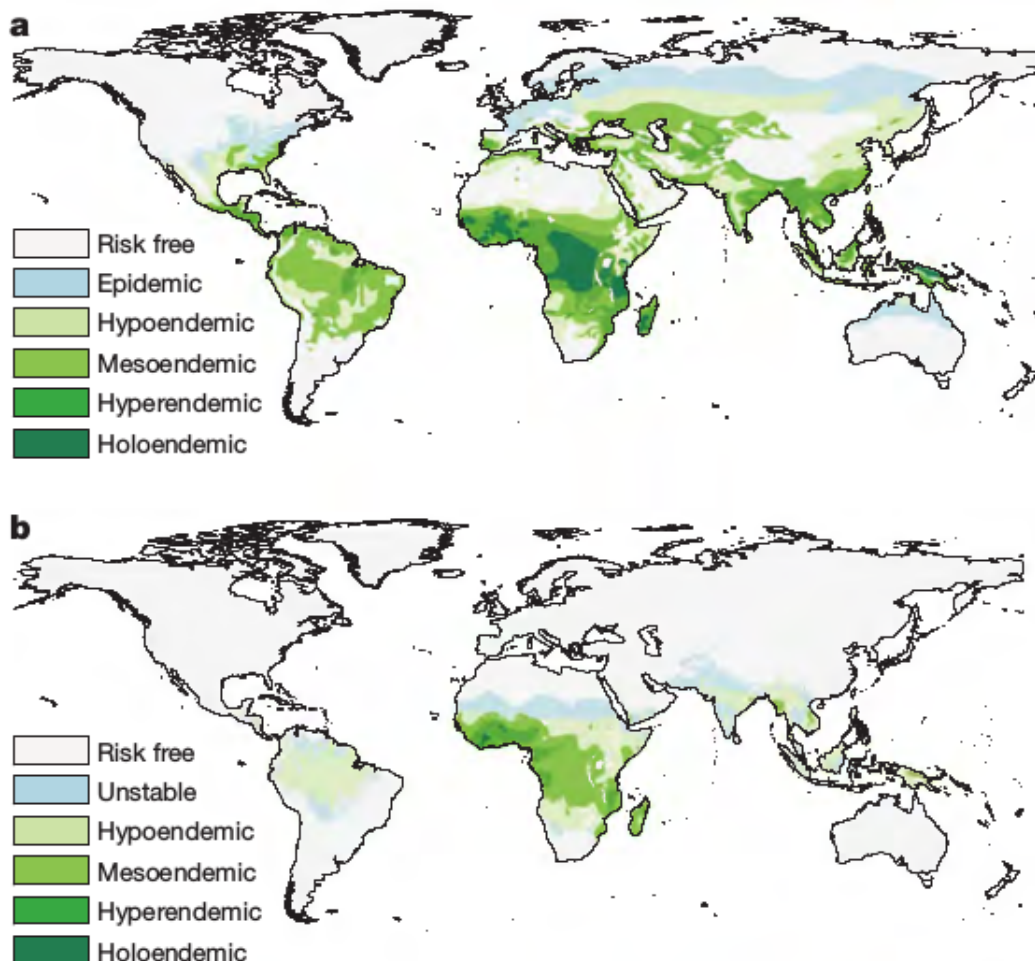 a
Risk free
Epidemic
Hypoendemic
Mesoendemic
Hyperendemic
Holoendemic
b
Risk free
Unstable
Hypoendemic
Mesoendemic
Hyperendemic
Holoendemic